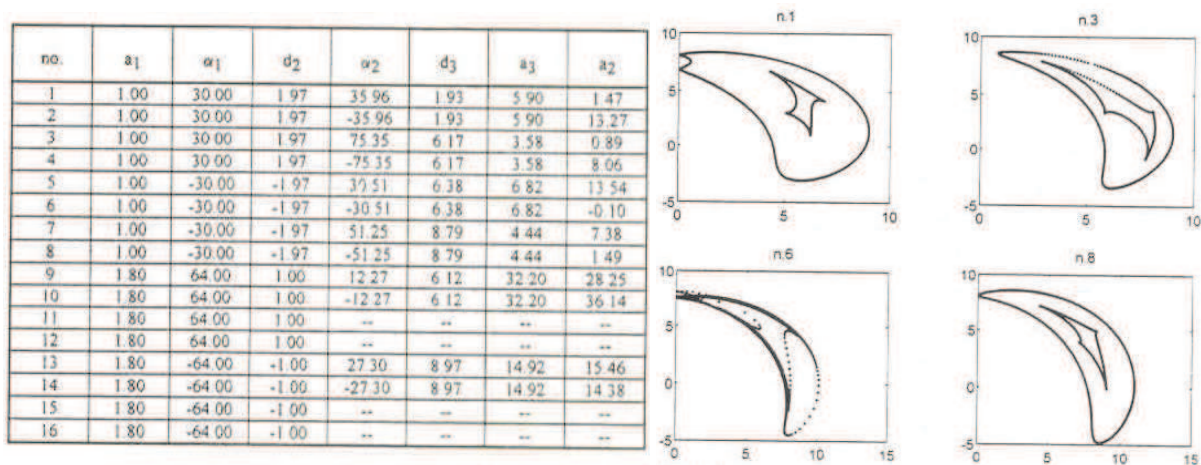 no. a1 α1 d2 α2 d3 a3 a2
1 1.00 30.00 1.97 35.96 1.93 5.90 1.47
2 1.00 30.00 1.97 -35.96 1.93 5.90 13.27
3 1.00 30.00 1.97 75.35 6.17 3.58 0.89
4 1.00 30.00 1.97 -75.35 6.17 3.58 8.06
5 1.00 -30.00 -1.97 30.51 6.38 6.82 13.54
6 1.00 -30.00 -1.97 -30.51 6.38 6.82 -0.10
7 1.00 -30.00 -1.97 51.25 8.79 4.44 7.38
8 1.00 -30.00 -1.97 -51.25 8.79 4.44 1.49
9 1.80 64.00 1.00 12.27 6.12 32.20 28.25
10 1.80 64.00 1.00 -12.27 6.12 32.20 36.14
11 1.80 64.00 1.00 -- -- -- --
12 1.80 64.00 1.00 -- -- -- --
13 1.80 -64.00 -1.00 27.30 8.97 14.92 15.46
14 1.80 -64.00 -1.00 -27.30 8.97 14.92 14.38
15 1.80 -64.00 -1.00 -- -- -- --
16 1.80 -64.00 -1.00 -- -- -- --
n.1
10
5
0
-5
0 5 10
n.3
10
5
0
-5
0 5 10
n.6
10
5
0
-5
0 5 10 15
n.8
10
5
0
-5
0 5 10 15